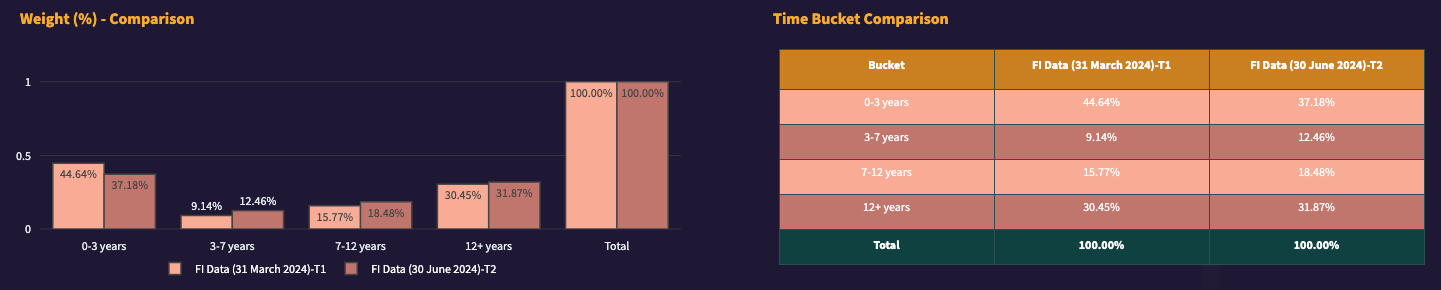 Weight (%) - Comparison
1
0.5
0
44.64%
37.18%
9.14%
12.46%
15.77%
18.48%
30.45%
31.87%
100.00%
100.00%
0-3 years
3-7 years
7-12 years
12+ years
Total
FI Data (31 March 2024)-T1
FI Data (30 June 2024)-T2
Time Bucket Comparison
Bucket FI Data (31 March 2024)-T1 FI Data (30 June 2024)-T2
0-3 years 44.64% 37.18%
3-7 years 9.14% 12.46%
7-12 years 15.77% 18.48%
12+ years 30.45% 31.87%
Total 100.00% 100.00%